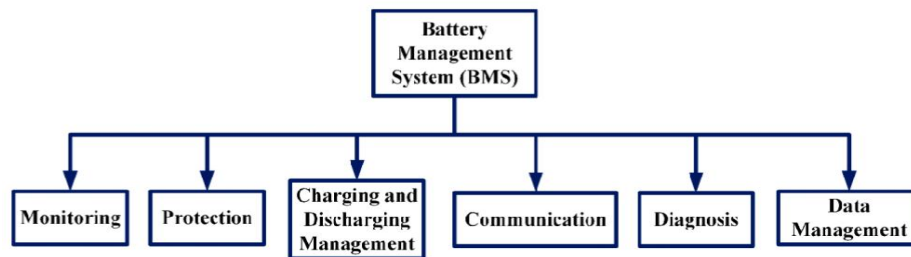 Battery
Management
System (BMS)
Monitoring
Protection
Charging and
Discharging
Management
Communication
Diagnosis
Data
Management